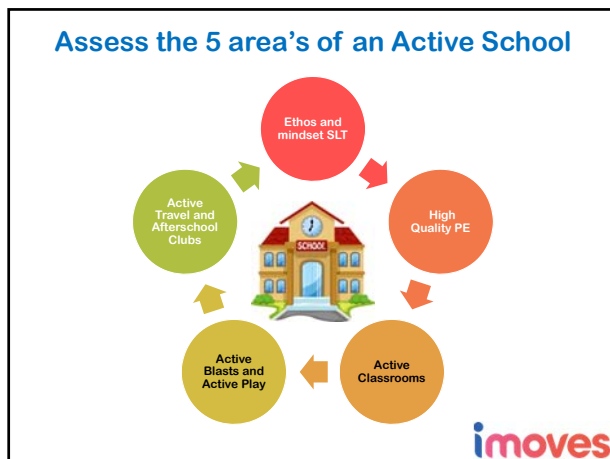 Assess the 5 area's of an Active School
Ethos and
mindset SLT
High
Quality PE
Active
Classrooms
Active
Blasts and
Active Play
Active
Travel and
Afterschool
Clubs
SCHOOL
imoves